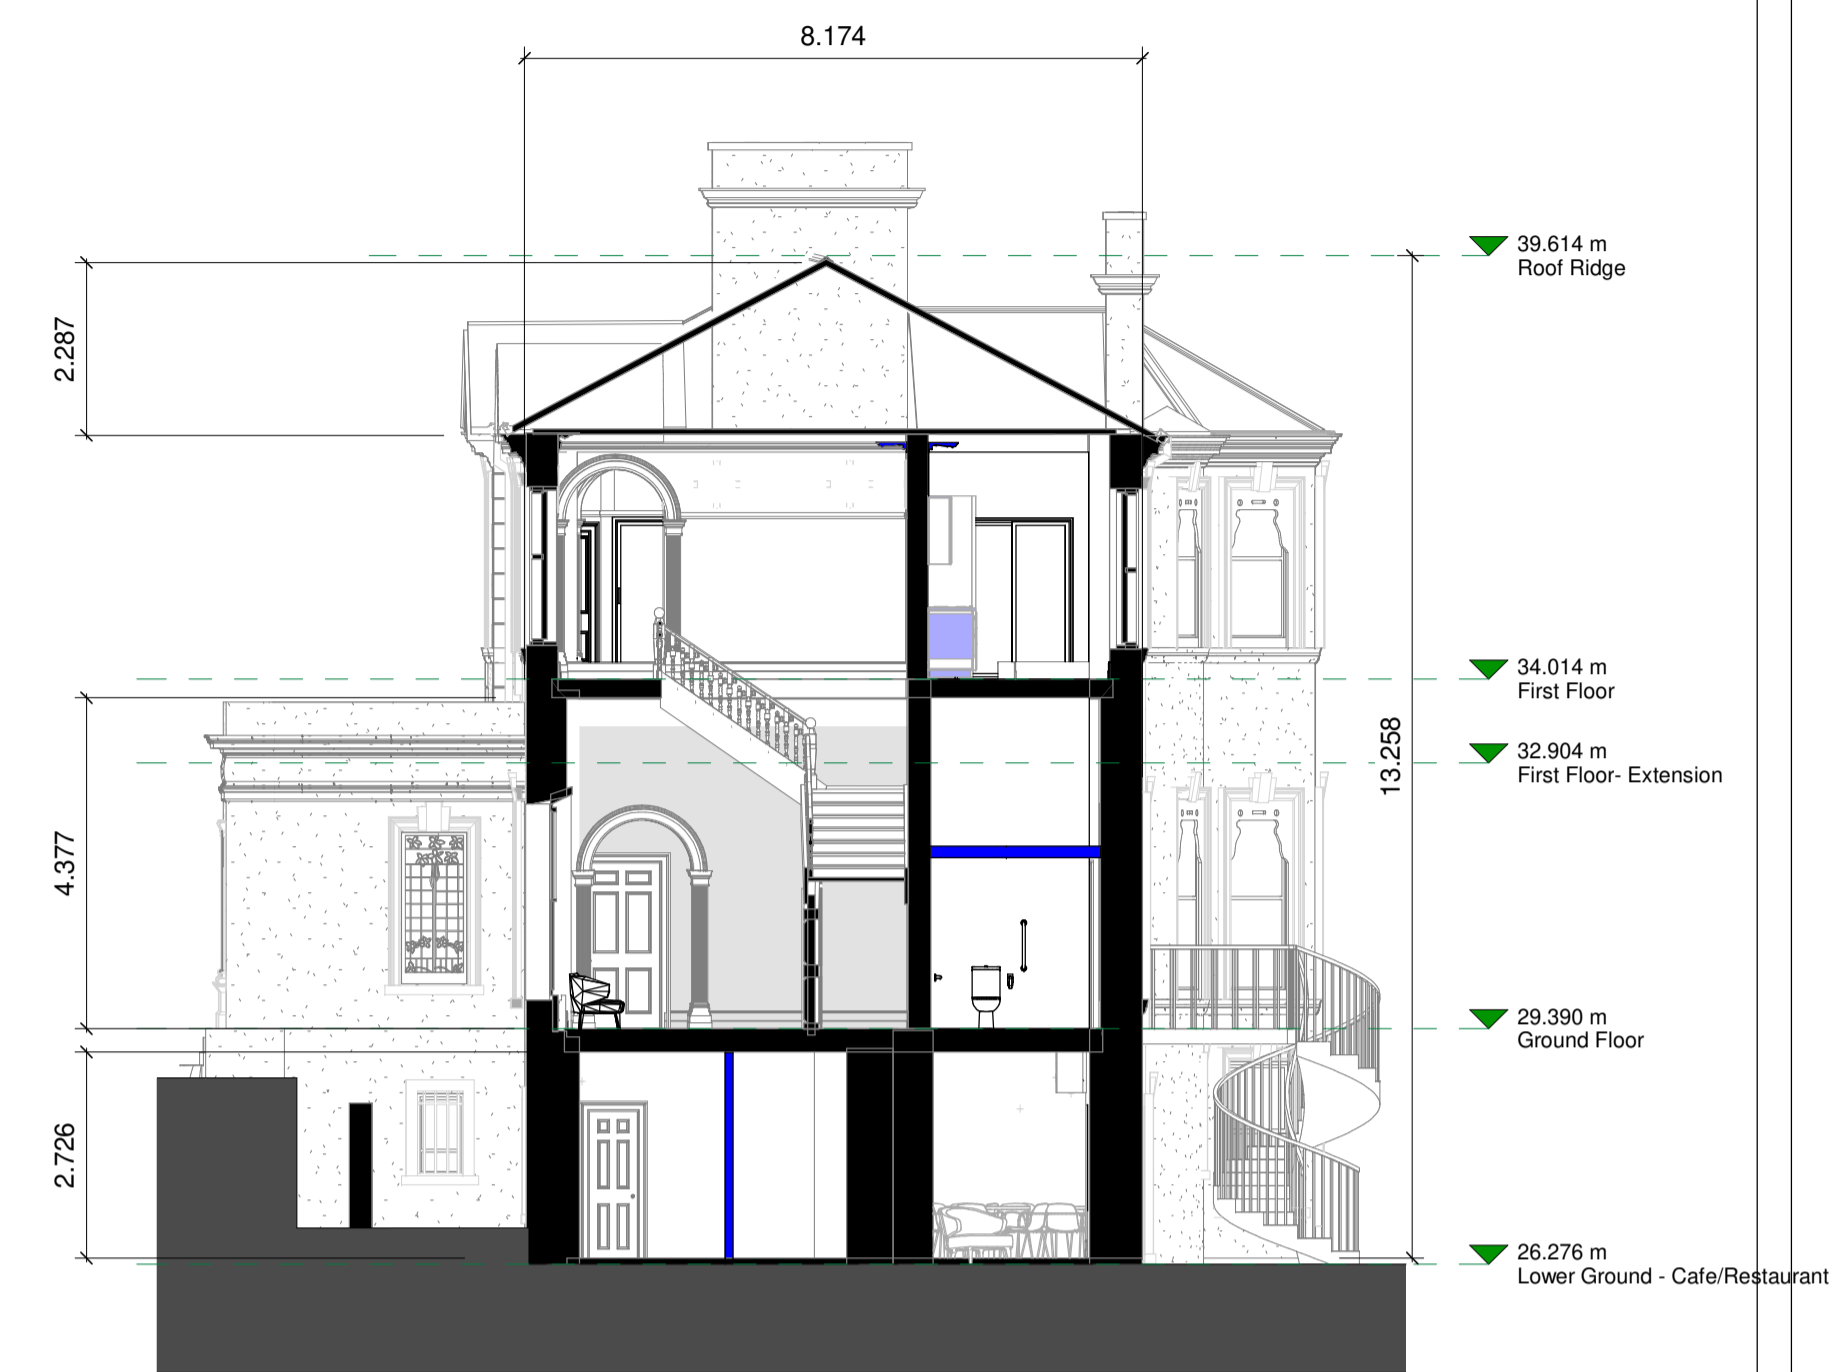 8.174
39.614 m
Roof Ridge
2.287
34.014 m
First Floor
32.904 m
First Floor- Extension
13.258
4.377
29.390 m
Ground Floor
2.726
26.276 m
Lower Ground - Cafe/Restaurant